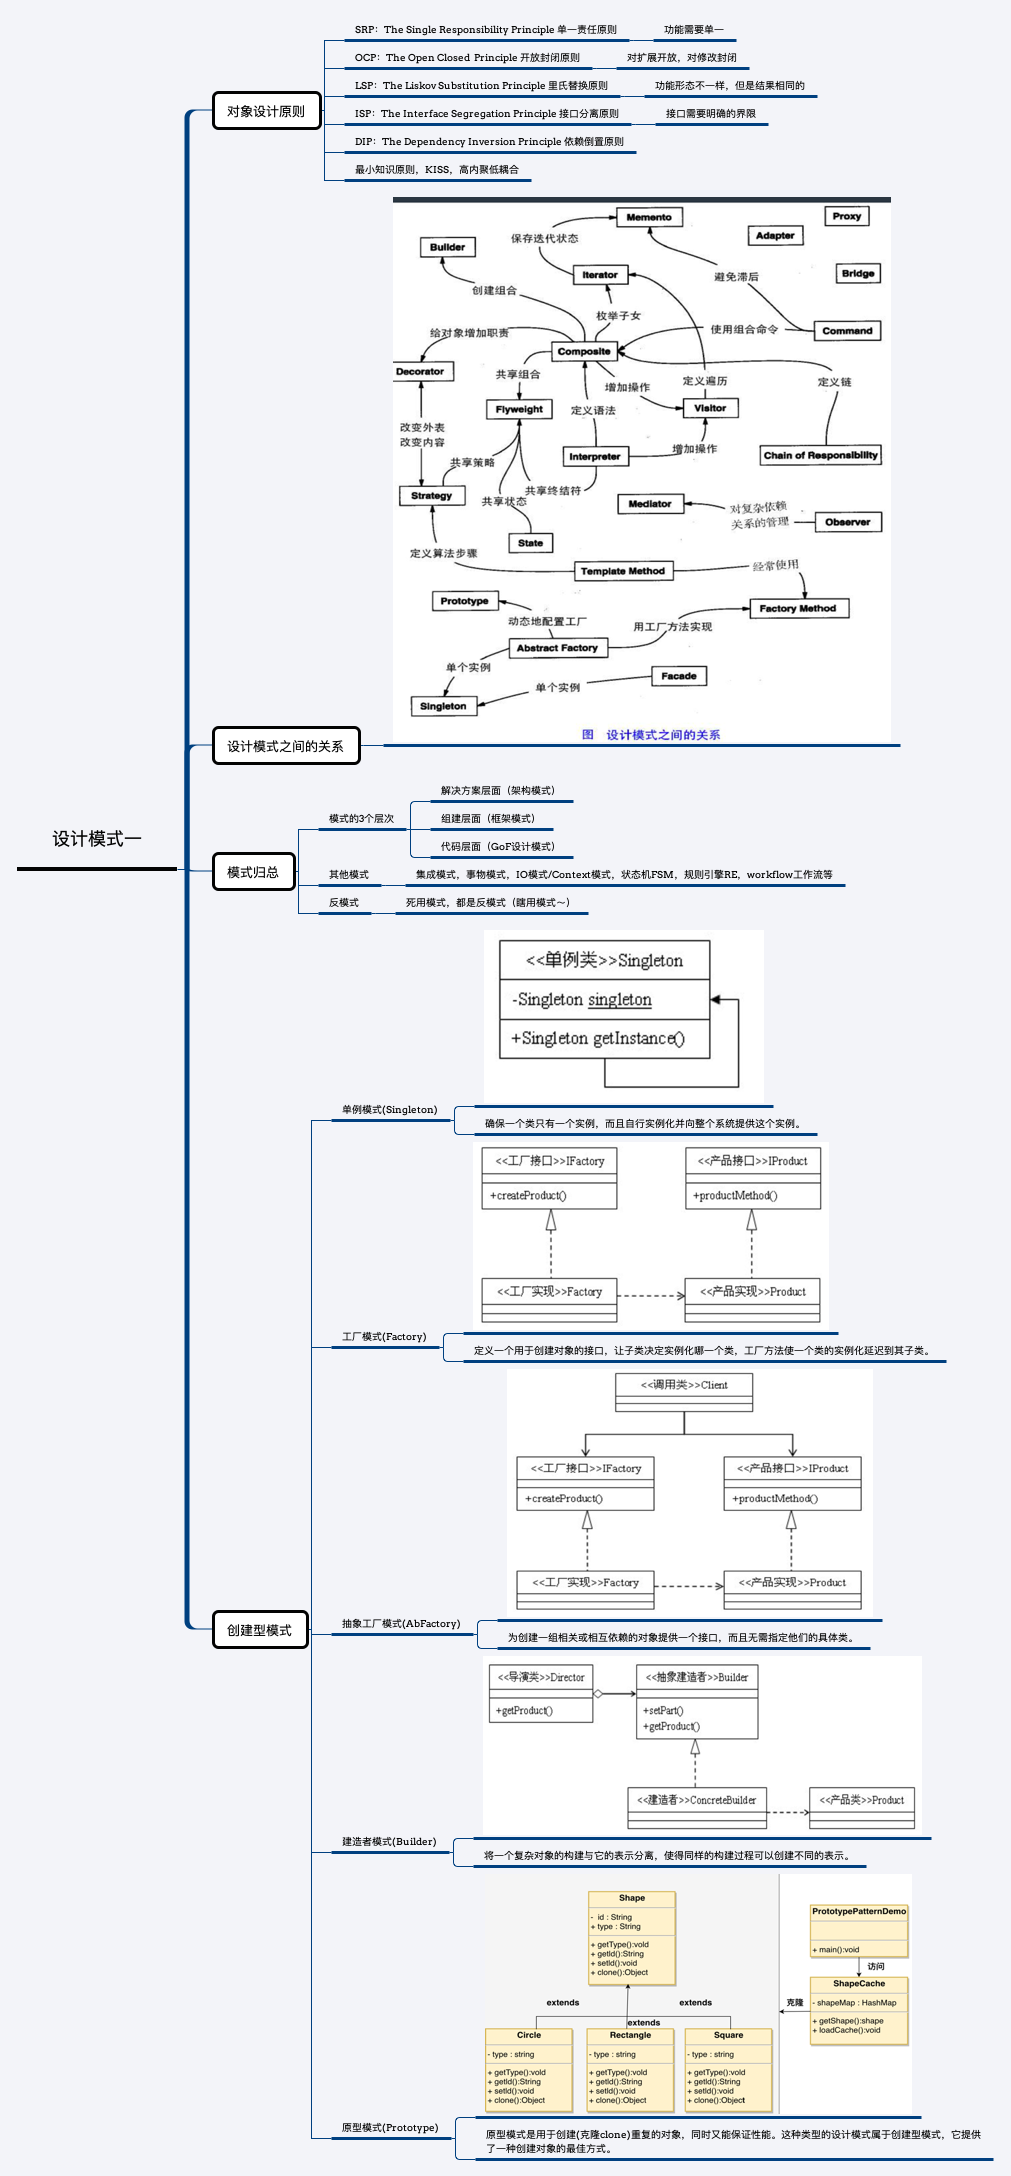 设计模式一
对象设计原则
SRP：The Single Responsibility Principle 单一责任原则
功能需要单一
OCP：The Open Closed Principle 开放封闭原则
对扩展开放，对修改封闭
LSP：The Liskov Substitution Principle 里氏替换原则
功能形态不一样，但是结果相同的
ISP：The Interface Segregation Principle 接口分离原则
接口需要明确的界限
DIP：The Dependency Inversion Principle 依赖倒置原则
最小知识原则，KISS，高内聚低耦合
设计模式之间的关系
Memento
Proxy
Adapter
Builder
保存迭代状态
Iterator
避免滞后
Bridge
创建组合
枚举子女
使用组合命令
Command
给对象增加职责
Composite
Decorator
共享组合
增加操作
定义遍历
定义链
Flyweight
定义语法
Visitor
改变外表
改变内容
增加操作
Chain of Responsibility
Interpreter
共享策略
Strategy
共享状态
共享终结符
Mediator
对复杂依赖
关系的管理
Observer
State
定义算法步骤
Template Method
经常使用
Prototype
动态地配置工厂
用工厂方法实现
Factory Method
Abstract Factory
单个实例
Facade
单个实例
Singleton
图 设计模式之间的关系
模式归总
模式的3个层次
解决方案层面（架构模式）
组建层面（框架模式）
代码层面（GoF设计模式）
其他模式
集成模式，事物模式，IO模式/Context模式，状态机FSM，规则引擎RE，workflow工作流等
反模式
死用模式，都是反模式（瞎用模式～）
创建型模式
单例模式(Singleton)
<<单例类>>Singleton
-Singleton singleton
+Singleton getInstance()
确保一个类只有一个实例，而且自行实例化并向整个系统提供这个实例。
工厂模式(Factory)
<<工厂接口>>IFactory
+createProduct()
<<产品接口>>IProduct
+productMethod()
<<工厂实现>>Factory
<<产品实现>>Product
定义一个用于创建对象的接口，让子类决定实例化哪一个类，工厂方法使一个类的实例化延迟到其子类。
抽象工厂模式(AbFactory)
<<调用类>>Client
<<工厂接口>>IFactory
+createProduct()
<<产品接口>>IProduct
+productMethod()
<<工厂实现>>Factory
<<产品实现>>Product
为创建一组相关或相互依赖的对象提供一个接口，而且无需指定他们的具体类。
建造者模式(Builder)
<<导演类>>Director
+getProduct()
<<抽象建造者>>Builder
+setPart()
+getProduct()
<<建造者>>ConcreteBuilder
<<产品类>>Product
将一个复杂对象的构建与它的表示分离，使得同样的构建过程可以创建不同的表示。
原型模式(Prototype)
Shape
- id : String
+ type : String
+ getType():void
+ getId():String
+ setId():void
+ clone():Object
PrototypePatternDemo
+ main():void
访问
ShapeCache
- shapeMap : HashMap
+ getShape():shape
+ loadCache():void
克隆
extends
extends
extends
Circle
- type : string
+ getType():void
+ getId():String
+ setId():void
+ clone():Object
Rectangle
- type : string
+ getType():void
+ getId():String
+ setId():void
+ clone():Object
Square
- type : string
+ getType():void
+ getId():String
+ setId():void
+ clone():Object
原型模式是用于创建(克隆clone)重复的对象，同时又能保证性能。这种类型的设计模式属于创建型模式，它提供
了一种创建对象的最佳方式。